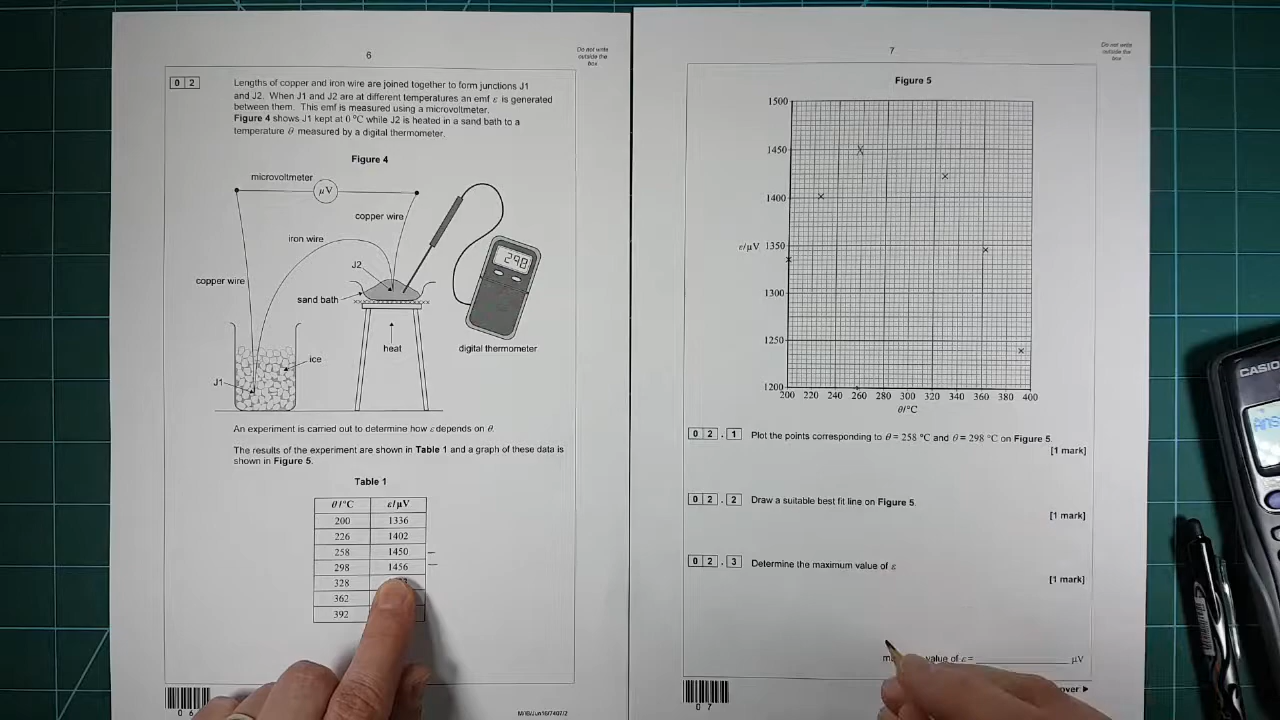 6
Do not write
outside the
box
0 2
Lengths of copper and iron wire are joined together to form junctions J1
and J2. When J1 and J2 are at different temperatures an emf ε is generated
between them. This emf is measured using a microvoltmeter.
Figure 4 shows J1 kept at 0 °C while J2 is heated in a sand bath to a
temperature θ measured by a digital thermometer.
Figure 4
microvoltmeter
μV
copper wire
iron wire
J2
298
copper wire
sand bath
heat
digital thermometer
ice
J1
An experiment is carried out to determine how ε depends on θ.
The results of the experiment are shown in Table 1 and a graph of these data is
shown in Figure 5.
Table 1
θ/°C ε/μV
200 1336
226 1402
258 1450
298 1456
328
362
392
0 6
M/B/Jun16/7407/2
7
Do not write
outside the
box
Figure 5
1500
1450
1400
ε/μV 1350
1300
1250
1200
200 220 240 260 280 300 320 340 360 380 400
θ/°C
0 2 . 1 Plot the points corresponding to θ = 258 °C and θ = 298 °C on Figure 5.
[1 mark]
0 2 . 2 Draw a suitable best fit line on Figure 5.
[1 mark]
0 2 . 3 Determine the maximum value of ε
[1 mark]
value of ε = μV
0 7
CASIO
Ans